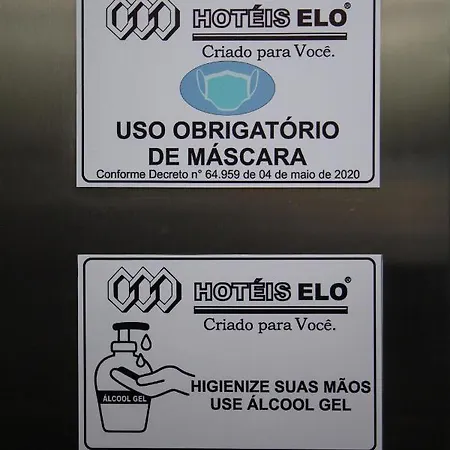 HOTÉIS ELO®
Criado para Você.
USO OBRIGATÓRIO
DE MÁSCARA
Conforme Decreto n° 64.959 de 04 de maio de 2020
HOTÉIS ELO®
Criado para Você.
ÁLCOOL GEL
HIGIENIZE SUAS MÃOS
USE ÁLCOOL GEL